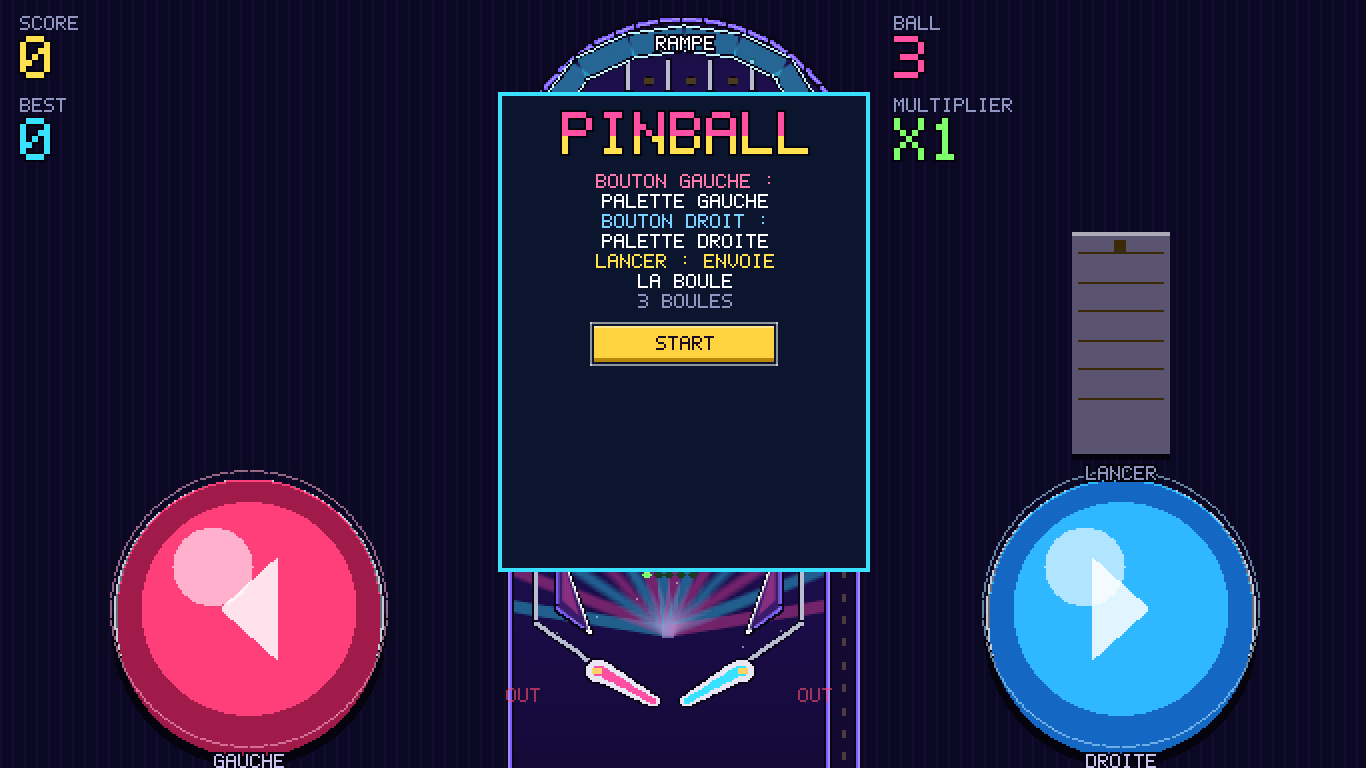 SCORE
0
BEST
0
RAMPE
BALL
3
MULTIPLIER
X1
PINBALL
BOUTON GAUCHE :
PALETTE GAUCHE
BOUTON DROIT :
PALETTE DROITE
LANCER : ENVOIE
LA BOULE
3 BOULES
START
LANCER
OUT
OUT
GAUCHE
DROITE